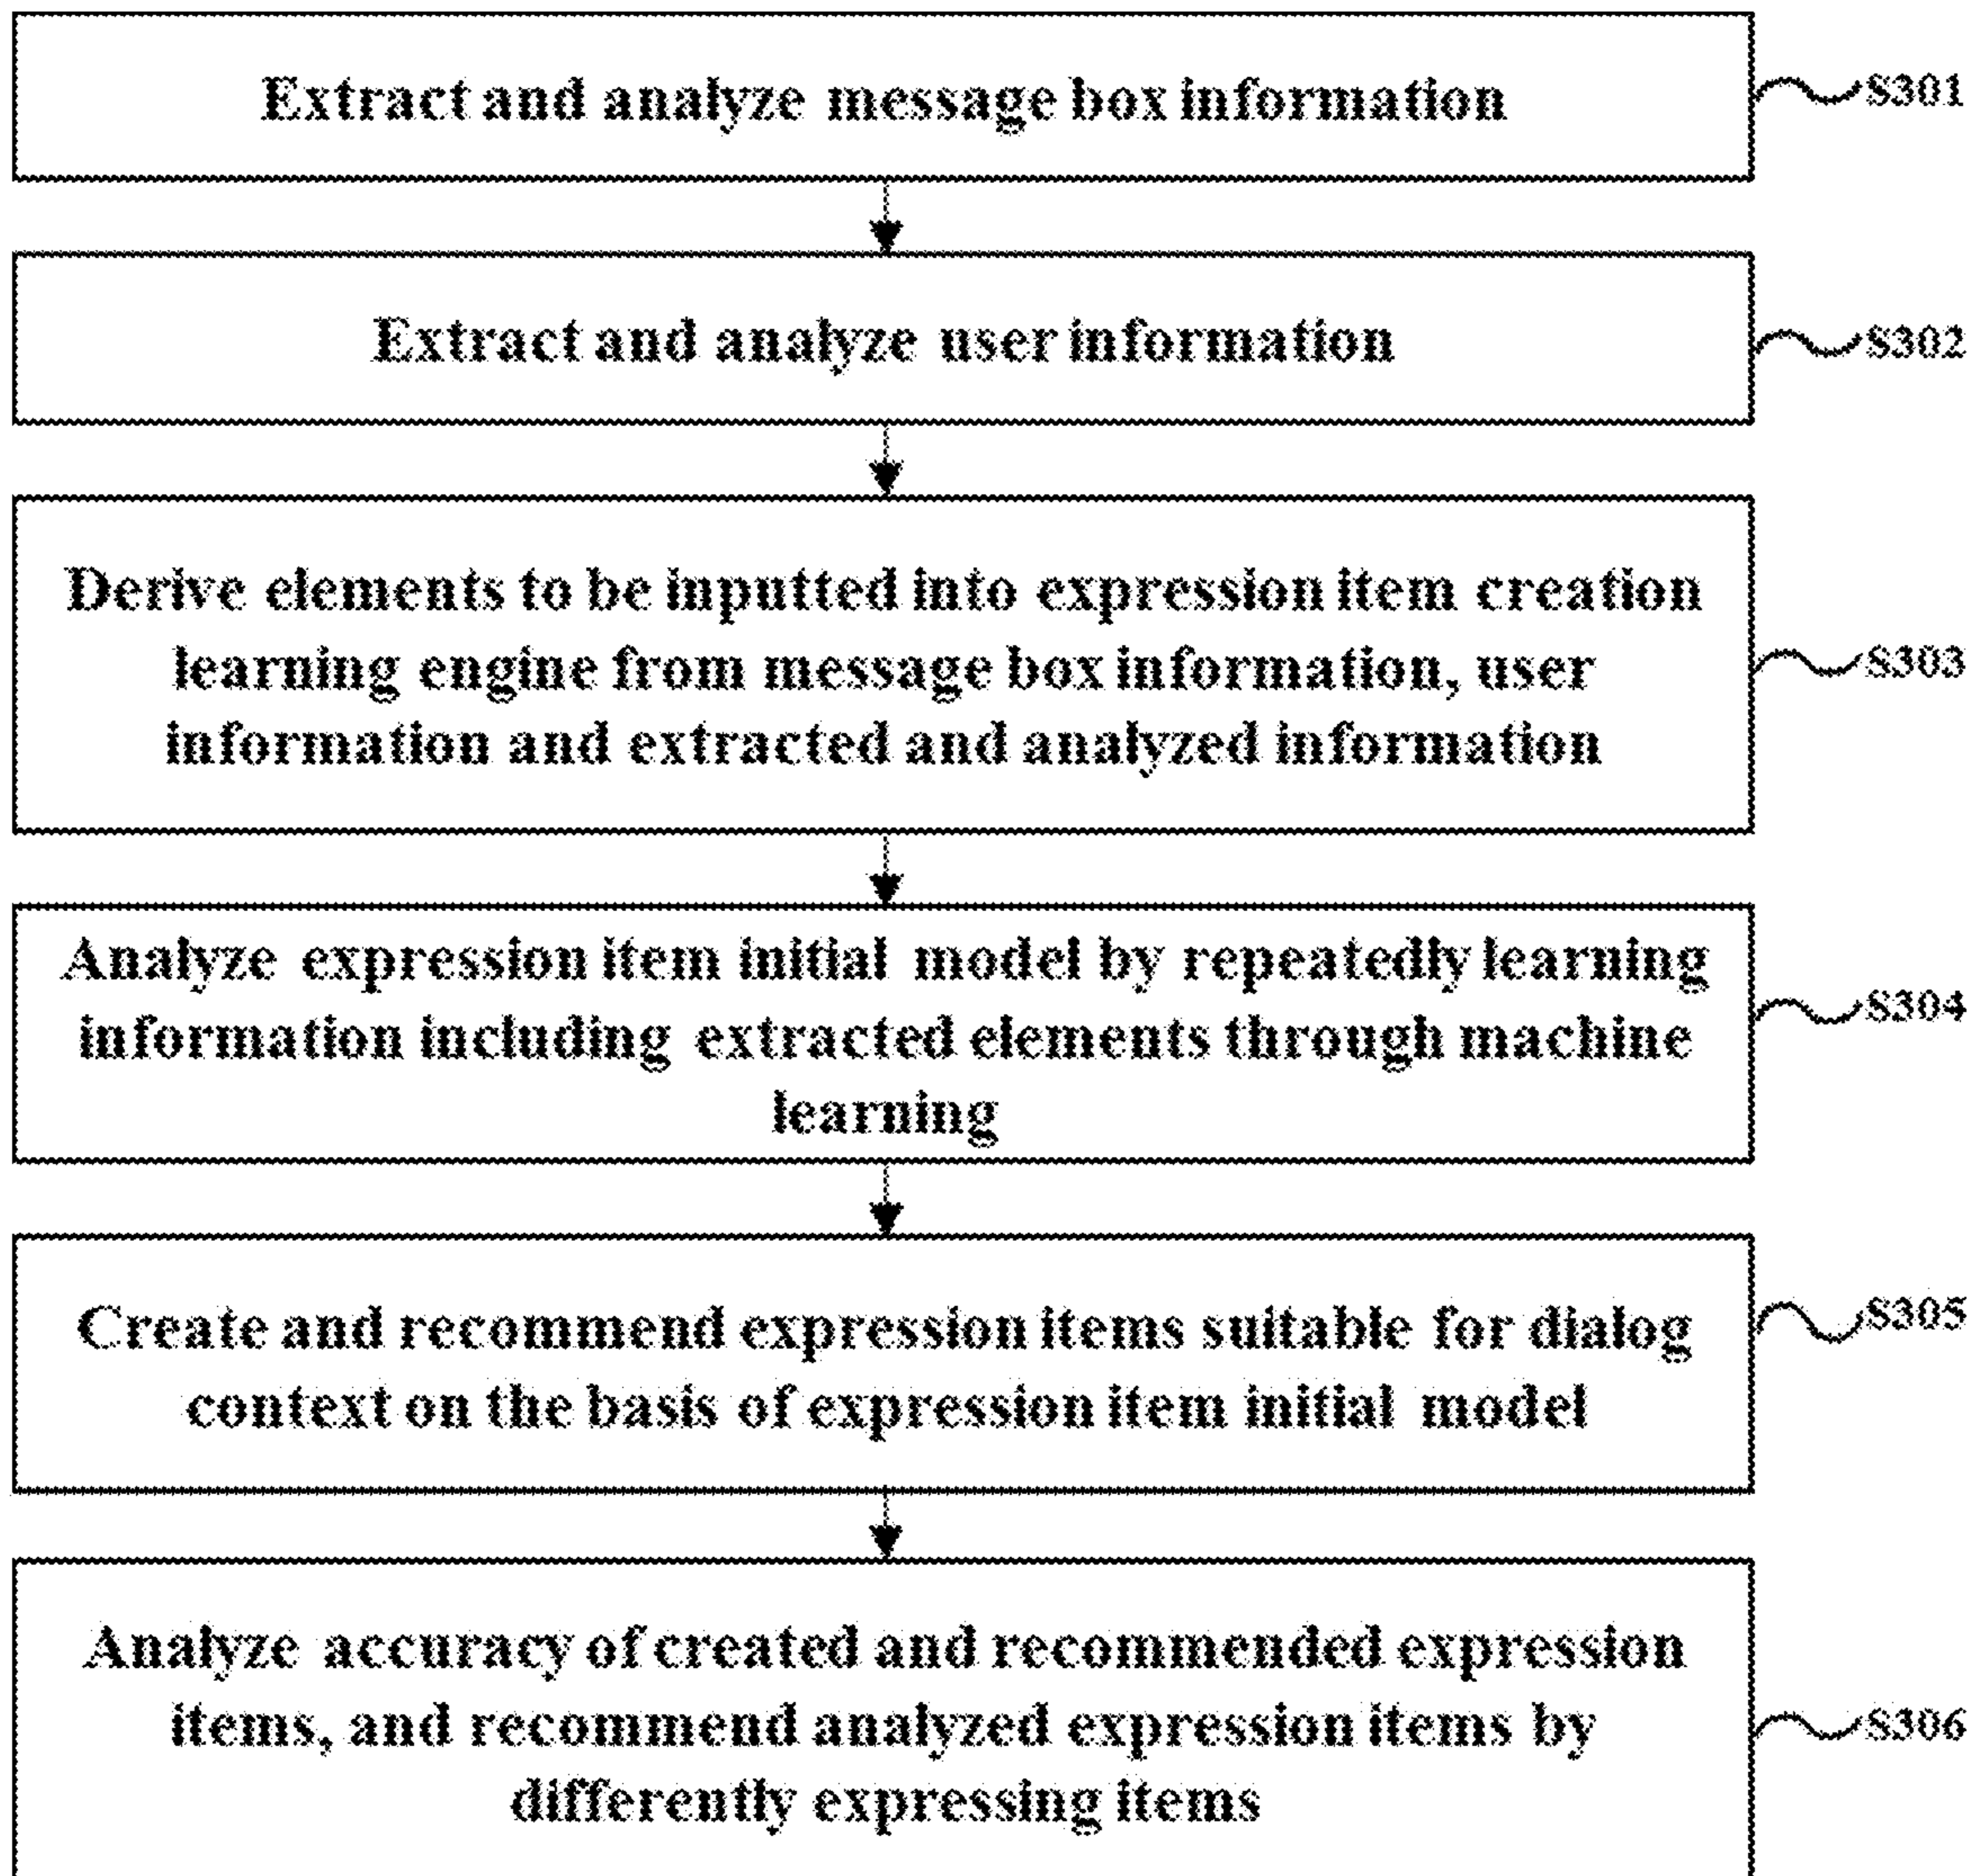 Extract and analyze message box information
S301
Extract and analyze user information
S302
Derive elements to be inputted into expression item creation
learning engine from message box information, user
information and extracted and analyzed information
S303
Analyze expression item initial model by repeatedly learning
information including extracted elements through machine
learning
S304
Create and recommend expression items suitable for dialog
context on the basis of expression item initial model
S305
Analyze accuracy of created and recommended expression
items, and recommend analyzed expression items by
differently expressing items
S306